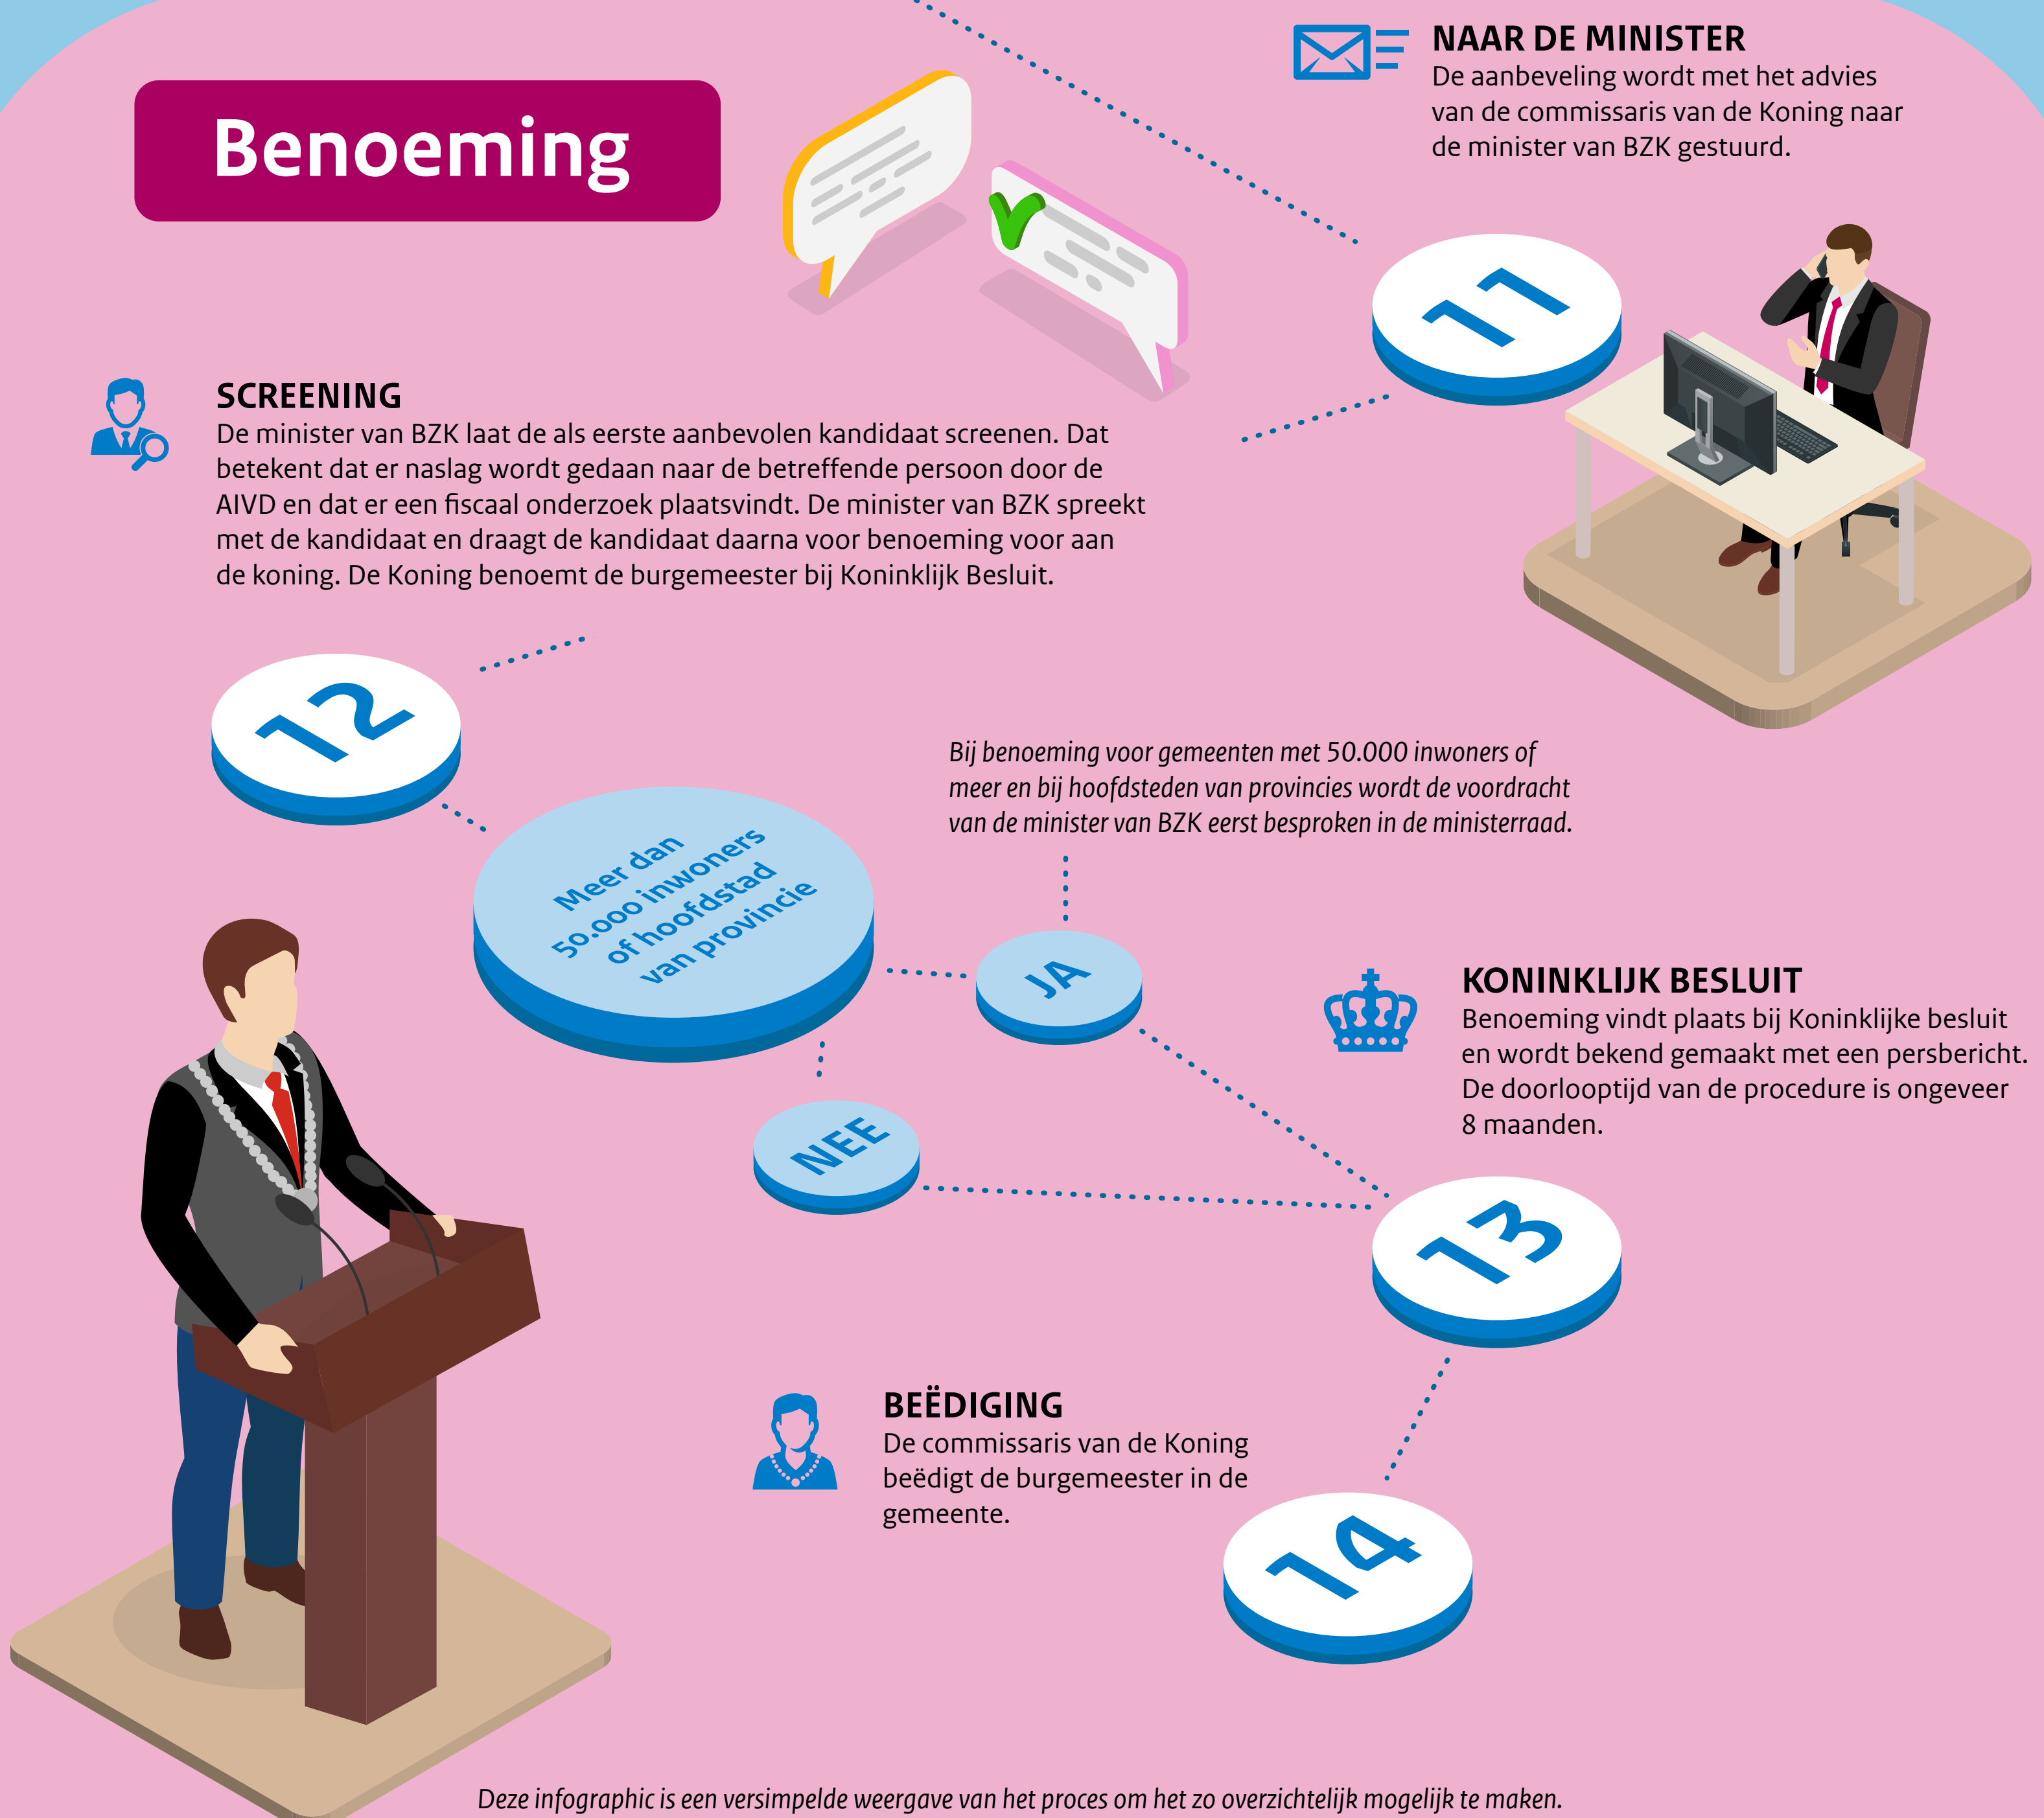 Benoeming
NAAR DE MINISTER
De aanbeveling wordt met het advies
van de commissaris van de Koning naar
de minister van BZK gestuurd.
11
SCREENING
De minister van BZK laat de als eerste aanbevolen kandidaat screenen. Dat
betekent dat er naslag wordt gedaan naar de betreffende persoon door de
AIVD en dat er een fiscaal onderzoek plaatsvindt. De minister van BZK spreekt
met de kandidaat en draagt de kandidaat daarna voor benoeming voor aan
de koning. De Koning benoemt de burgemeester bij Koninklijk Besluit.
12
Meer dan
50.000 inwoners
of hoofdstad
van provincie
Bij benoeming voor gemeenten met 50.000 inwoners of
meer en bij hoofdsteden van provincies wordt de voordracht
van de minister van BZK eerst besproken in de ministerraad.
JA
NEE
KONINKLIJK BESLUIT
Benoeming vindt plaats bij Koninklijke besluit
en wordt bekend gemaakt met een persbericht.
De doorlooptijd van de procedure is ongeveer
8 maanden.
13
BEËDIGING
De commissaris van de Koning
beëdigt de burgemeester in de
gemeente.
14
Deze infographic is een versimpelde weergave van het proces om het zo overzichtelijk mogelijk te maken.